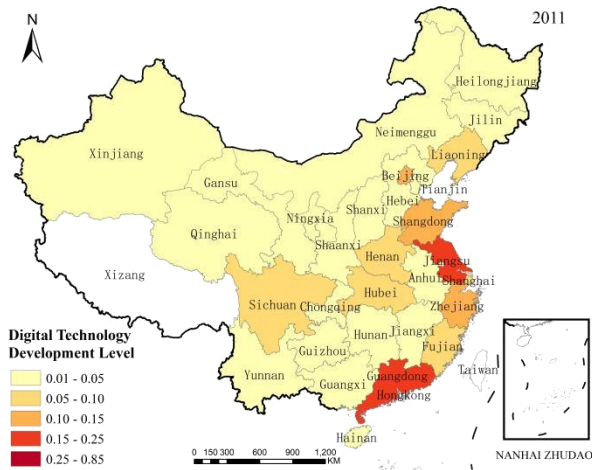 N
2011
Heilongjiang
Jilin
Neimenggu
Xinjiang
Liaoning
Beijing
Gansu
Tianjin
Hebei
Shanxi
Ningxia
Shangdong
Qinghai
Shaanxi
Henan
Jiengsu
Xizang
Anhui
Shanghai
Hubei
Sichuan
Chongqing
Zhejiang
Hunan
Jiangxi
Fujian
Guizhou
Taiwan
Yunnan
Guangxi
Guangdong
Hongkong
Hainan
Digital Technology
Development Level
0.01 - 0.05
0.05 - 0.10
0.10 - 0.15
0.15 - 0.25
0.25 - 0.85
0 150 300 600 900 1,200
KM
NANHAI ZHUDAO